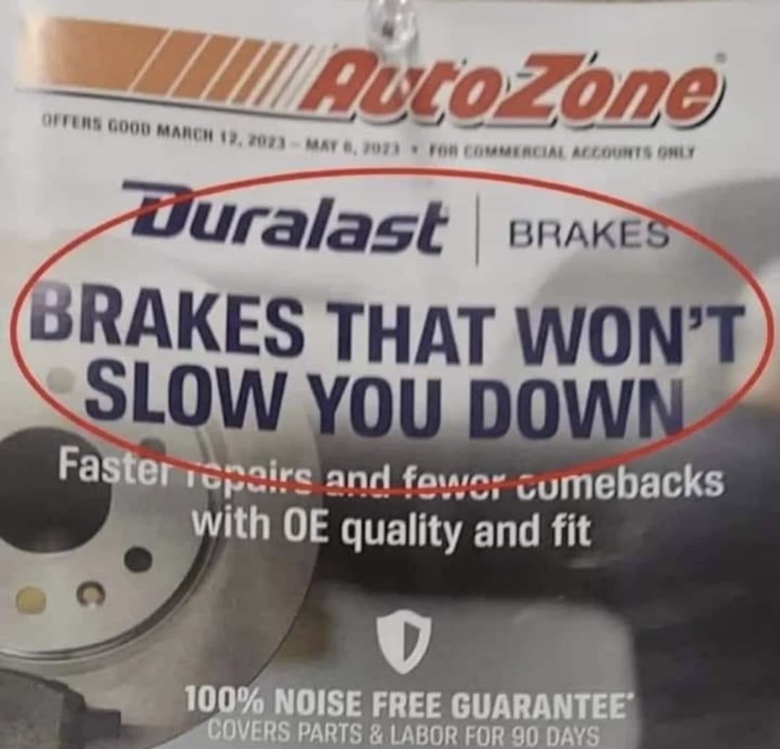 AutoZone
OFFERS GOOD MARCH 12, 2023 – MAY 6, 2023 • FOR COMMERCIAL ACCOUNTS ONLY
Duralast | BRAKES
BRAKES THAT WON'T
SLOW YOU DOWN
Faster repairs and fewer comebacks
with OE quality and fit
100% NOISE FREE GUARANTEE*
COVERS PARTS & LABOR FOR 90 DAYS